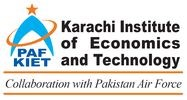 PAF
KIET
Karachi Institute
of Economics
and Technology
Collaboration with Pakistan Air Force